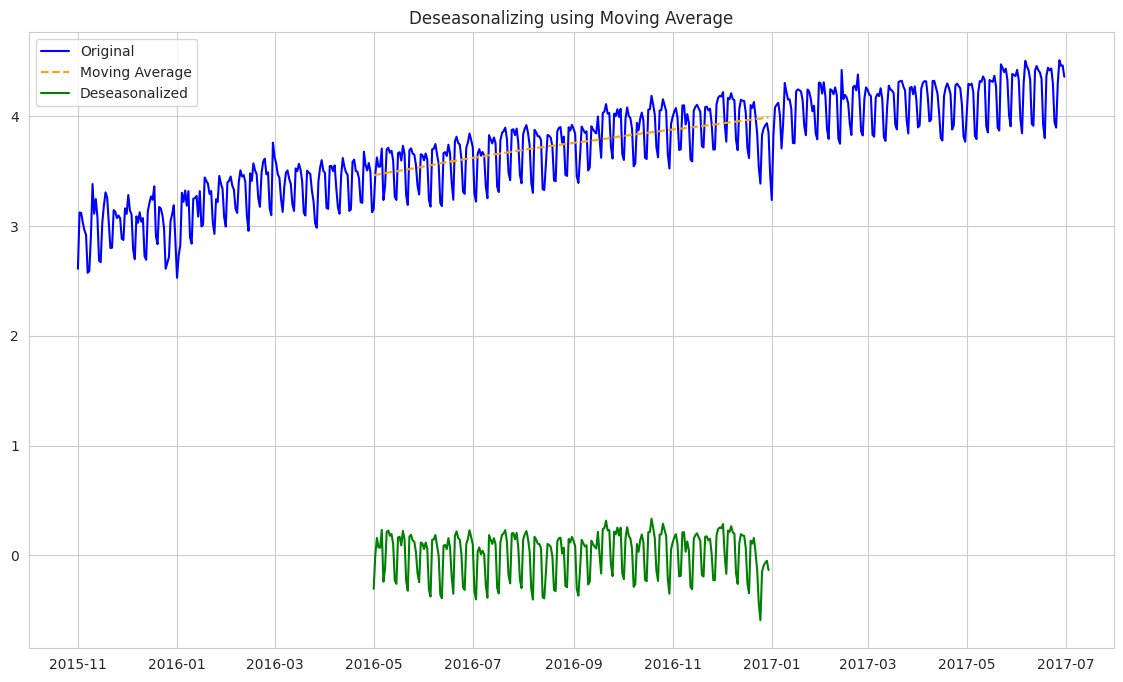 Deseasonalizing using Moving Average
Original
Moving Average
Deseasonalized
4
3
2
1
0
2015-11 2016-01 2016-03 2016-05 2016-07 2016-09 2016-11 2017-01 2017-03 2017-05 2017-07